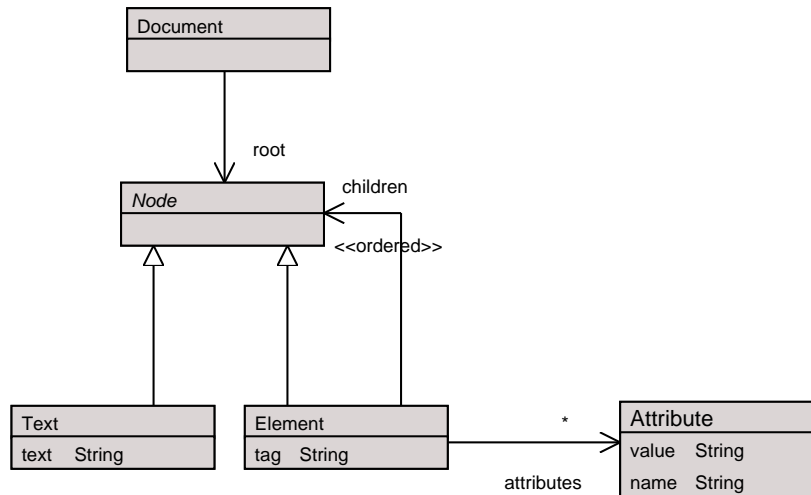 Document
root
Node
children
<<ordered>>
Text
text String
Element
tag String
*
attributes
Attribute
value String
name String